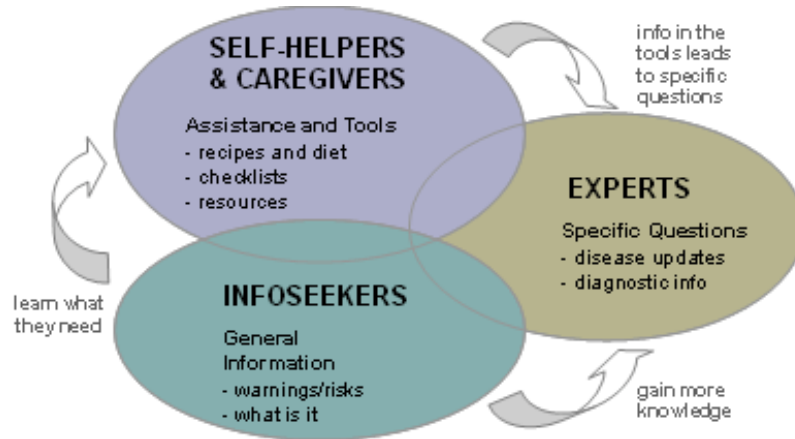 SELF-HELPERS
& CAREGIVERS
Assistance and Tools
- recipes and diet
- checklists
- resources
info in the
tools leads
to specific
questions
EXPERTS
Specific Questions
- disease updates
- diagnostic info
learn what
they need
INFOSEEKERS
General
Information
- warnings/risks
- what is it
gain more
knowledge